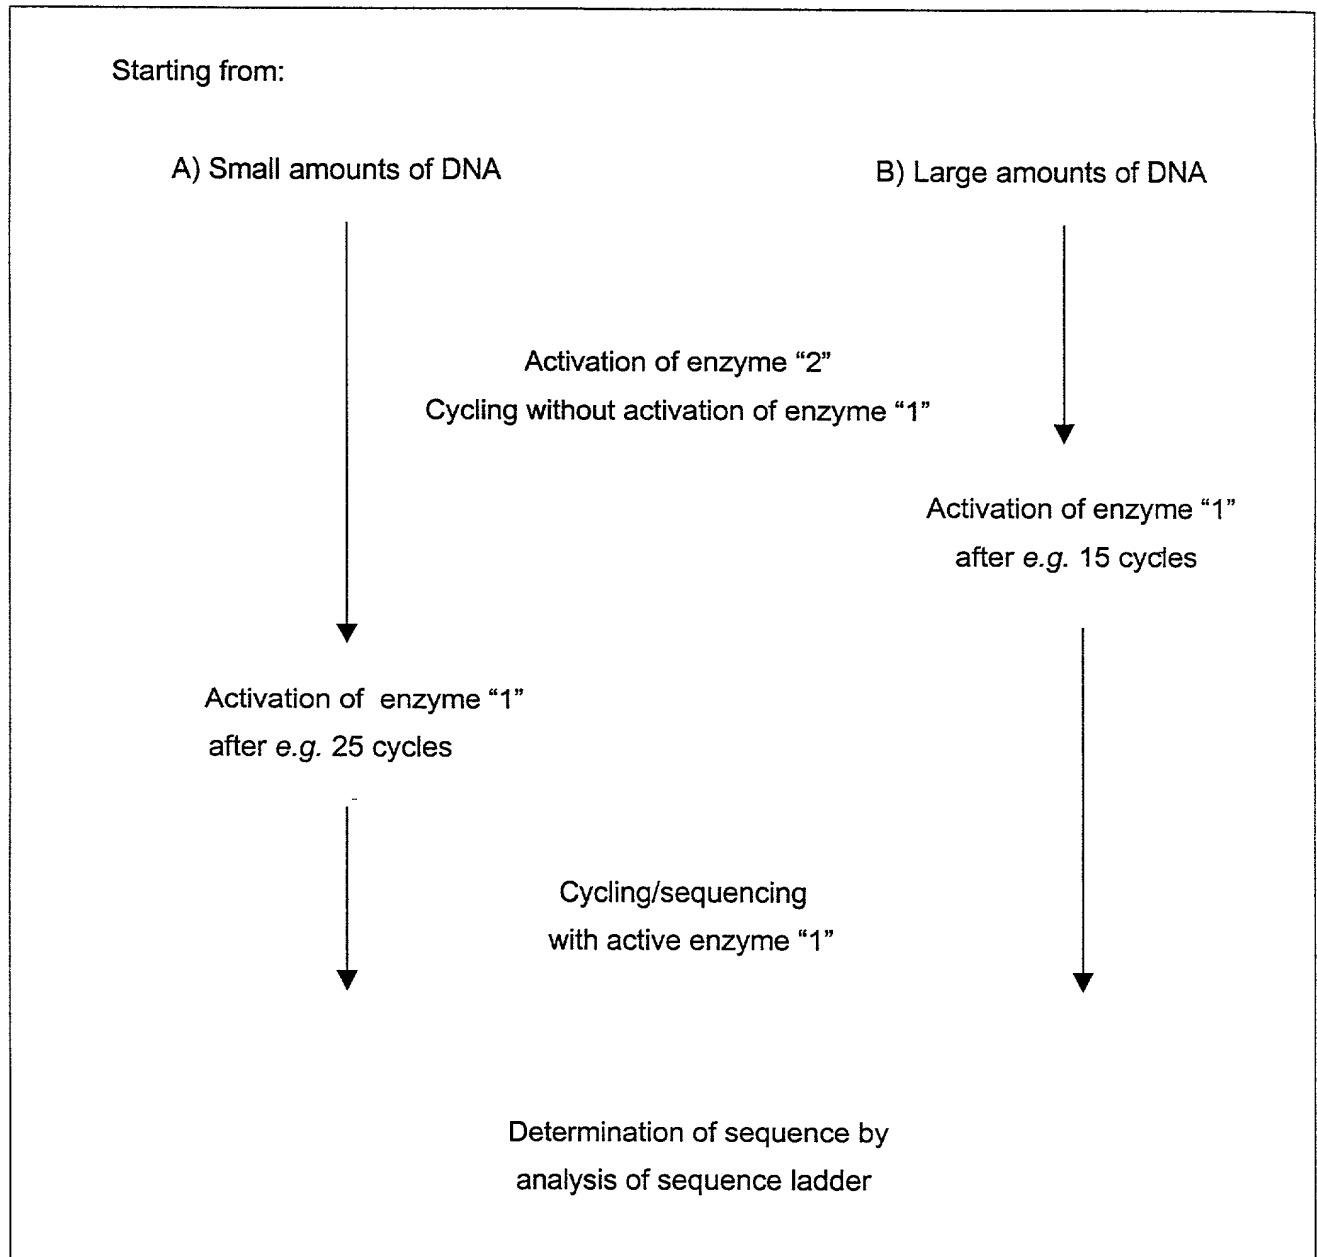 Starting from:
A) Small amounts of DNA
B) Large amounts of DNA
Activation of enzyme “2”
Cycling without activation of enzyme “1”
Activation of enzyme “1”
after e.g. 15 cycles
Activation of  enzyme “1”
after e.g. 25 cycles
Cycling/sequencing
with active enzyme “1”
Determination of sequence by
analysis of sequence ladder